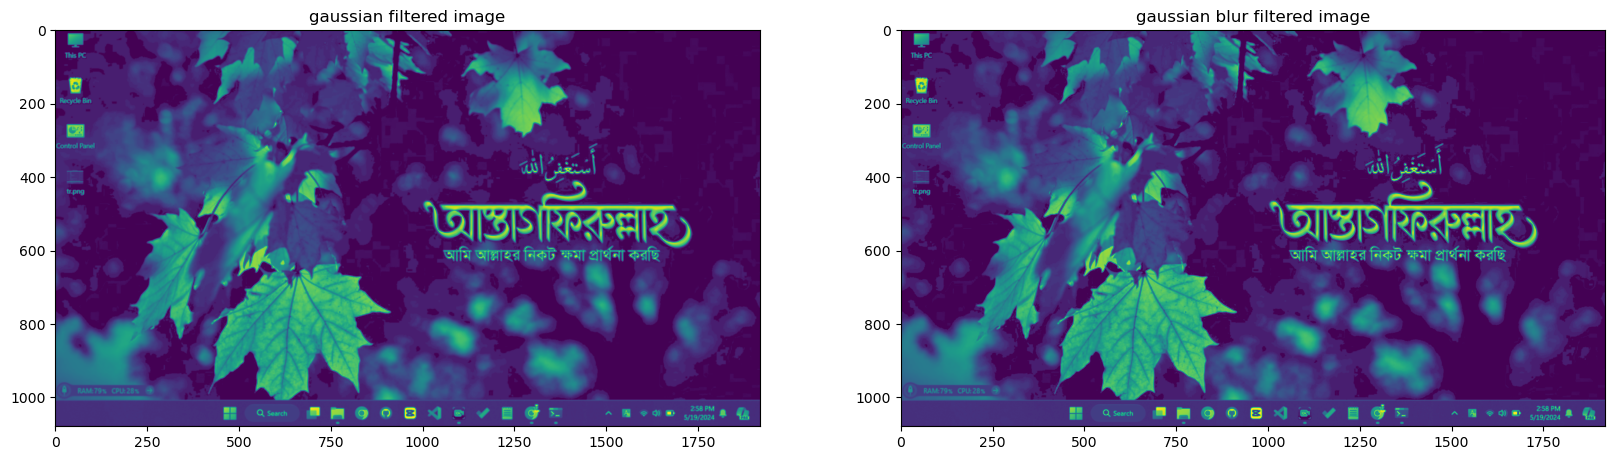 gaussian filtered image
0
200
400
600
800
1000
0
250
500
750
1000
1250
1500
1750
This PC
Recycle Bin
Control Panel
tr.png
أَسْتَغْفِرُ اللهَ
আস্তাগফিরুল্লাহ
আমি আল্লাহর নিকট ক্ষমা প্রার্থনা করছি
RAM:79% CPU:28%
Search
2:58 PM
5/19/2024
gaussian blur filtered image
0
200
400
600
800
1000
0
250
500
750
1000
1250
1500
1750
This PC
Recycle Bin
Control Panel
tr.png
أَسْتَغْفِرُ اللهَ
আস্তাগফিরুল্লাহ
আমি আল্লাহর নিকট ক্ষমা প্রার্থনা করছি
RAM:79% CPU:28%
Search
2:58 PM
5/19/2024